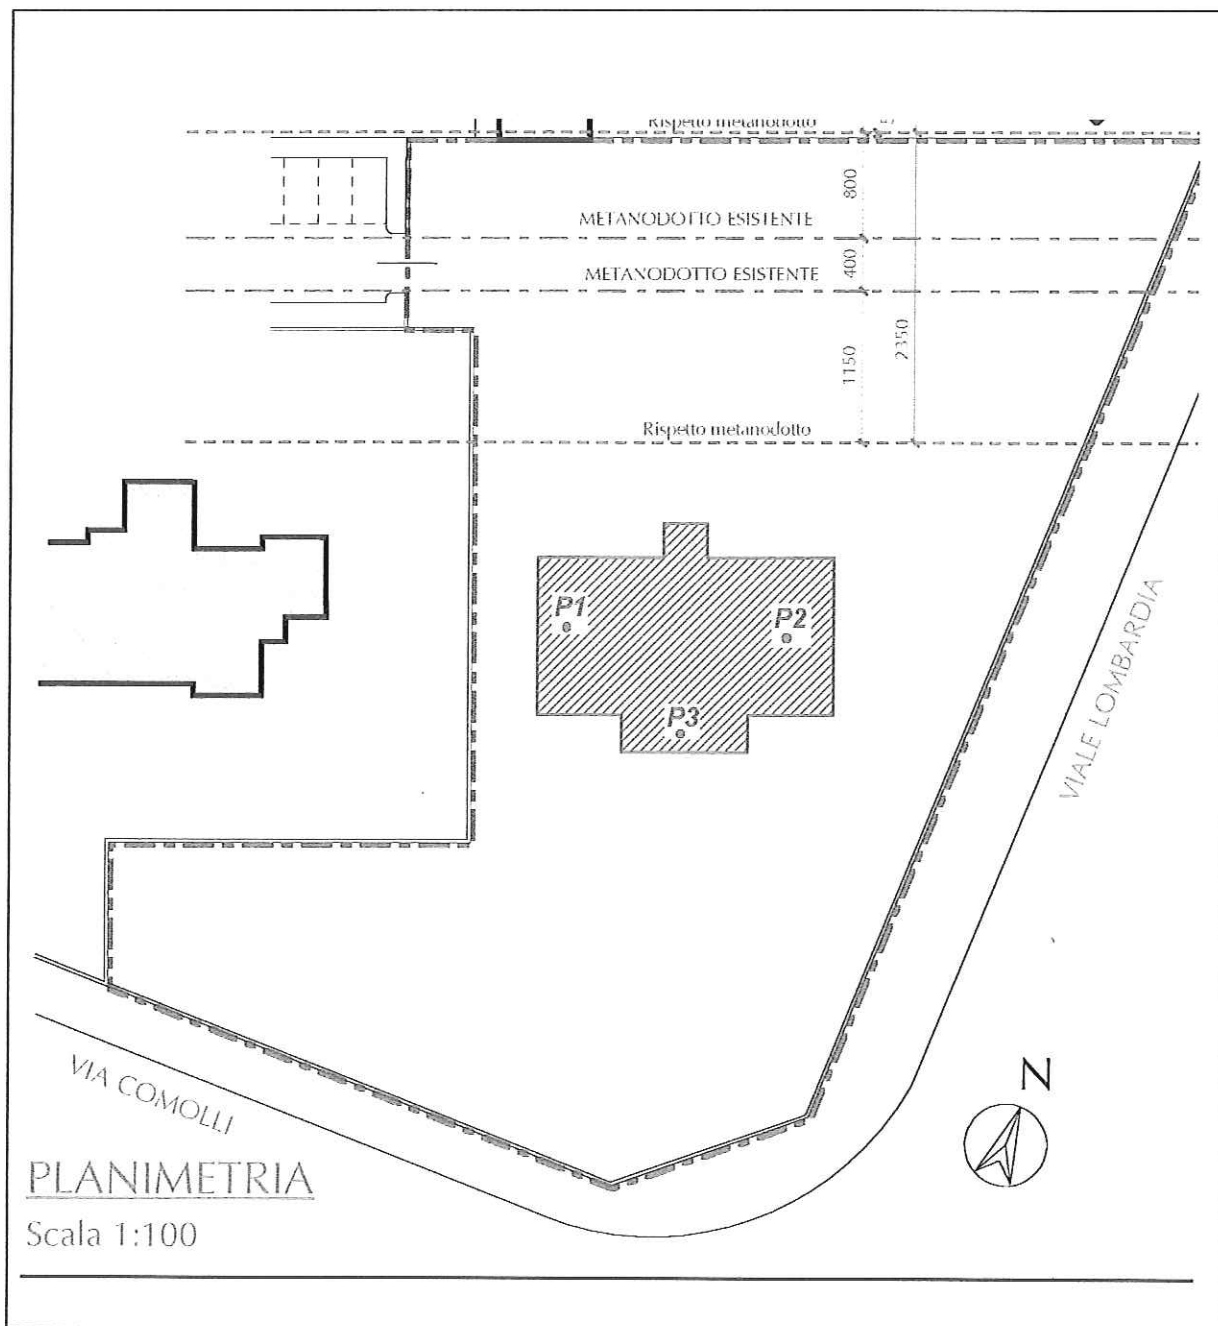 Rispetto metanodotto
800
METANODOTTO ESISTENTE
METANODOTTO ESISTENTE
400
2350
1150
Rispetto metanodotto
P1
P2
P3
VIALE LOMBARDIA
VIA COMOLLI
N
PLANIMETRIA
Scala 1:100